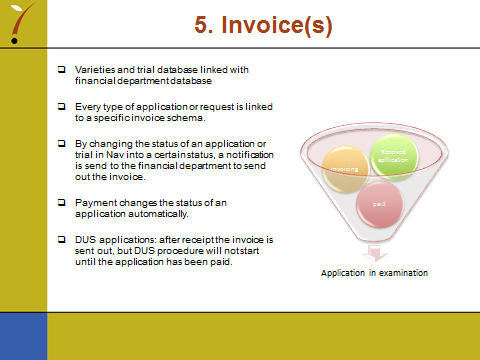 5. Invoice(s)
Varieties and trial database linked with
financial department database
Every type of application or request is linked
to a specific invoice schema.
By changing the status of an application or
trial in Nav into a certain status, a notification
is send to the financial department to send
out the invoice.
Payment changes the status of an
application automatically.
DUS applications: after receipt the invoice is
sent out, but DUS procedure will not start
until the application has been paid.
Received
apllication
invoicing
paid
Application in examination